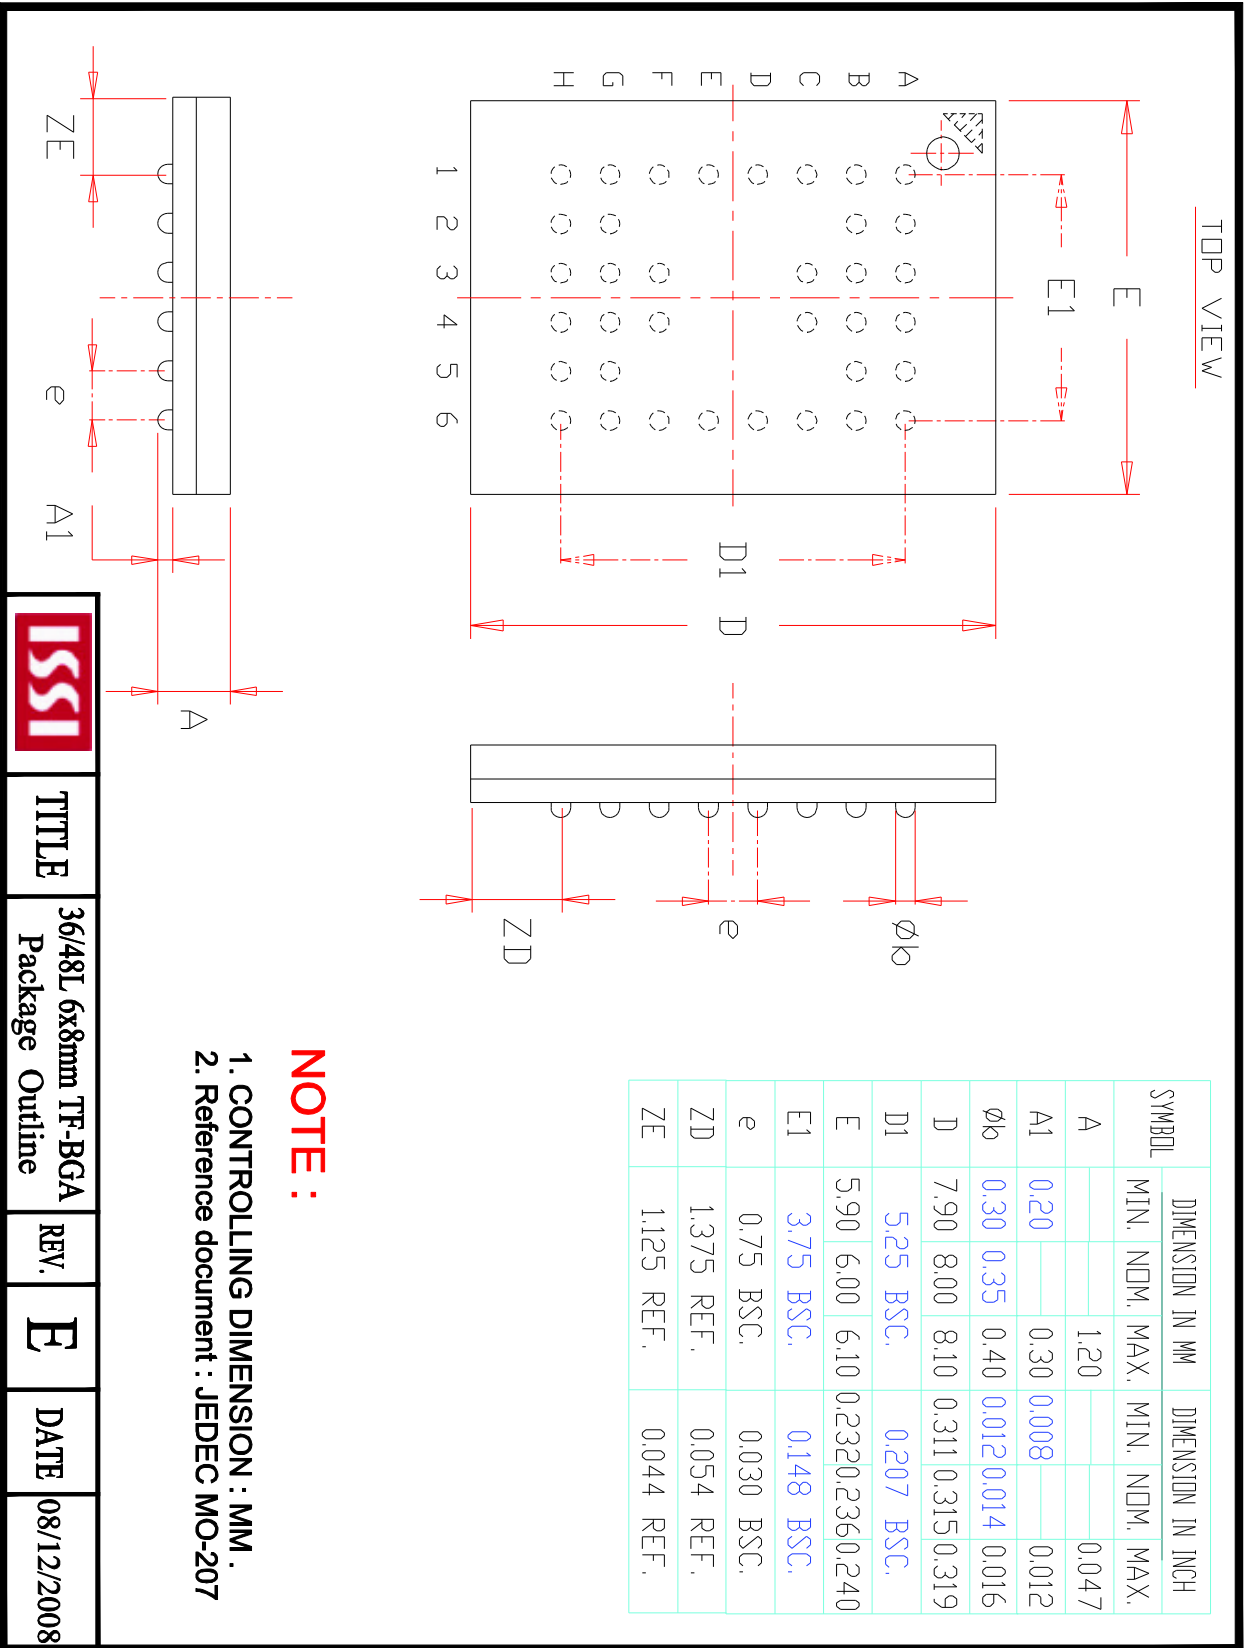 TOP VIEW
E
E1
A
B
C
D
E
F
G
H
1
2
3
4
5
6
D1
D
ZE
e
A1
A
Øb
e
ZD
SYMBOL DIMENSION IN MM DIMENSION IN INCH
MIN. NOM. MAX. MIN. NOM. MAX.
A 1.20 0.047
A1 0.20 0.30 0.008 0.012
Øb 0.30 0.35 0.40 0.012 0.014 0.016
D 7.90 8.00 8.10 0.311 0.315 0.319
D1 5.25 BSC. 0.207 BSC.
E 5.90 6.00 6.10 0.232 0.236 0.240
E1 3.75 BSC. 0.148 BSC.
e 0.75 BSC. 0.030 BSC.
ZD 1.375 REF. 0.054 REF.
ZE 1.125 REF. 0.044 REF.
NOTE :
1. CONTROLLING DIMENSION : MM .
2. Reference document : JEDEC MO-207
ISSI
TITLE
36/48L 6x8mm TF-BGA
Package Outline
REV.
E
DATE
08/12/2008